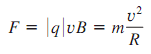 F = |q|vB = m v²/R